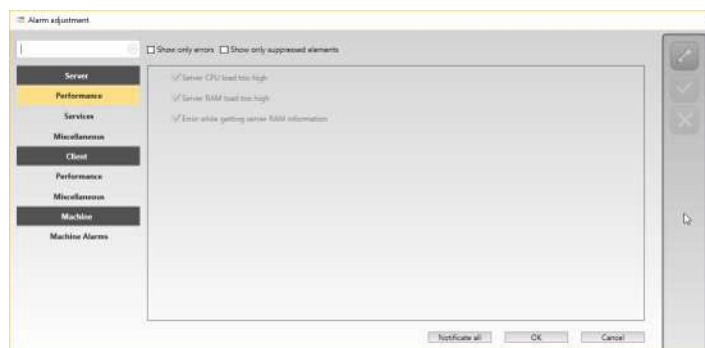 Alarm adjustment
Show only errors Show only suppressed elements
Server
Performance
Services
Miscellaneous
Client
Performance
Miscellaneous
Machine
Machine Alarms
Server CPU load too high
Server RAM load too high
Error while getting server RAM information
Notificate all OK Cancel